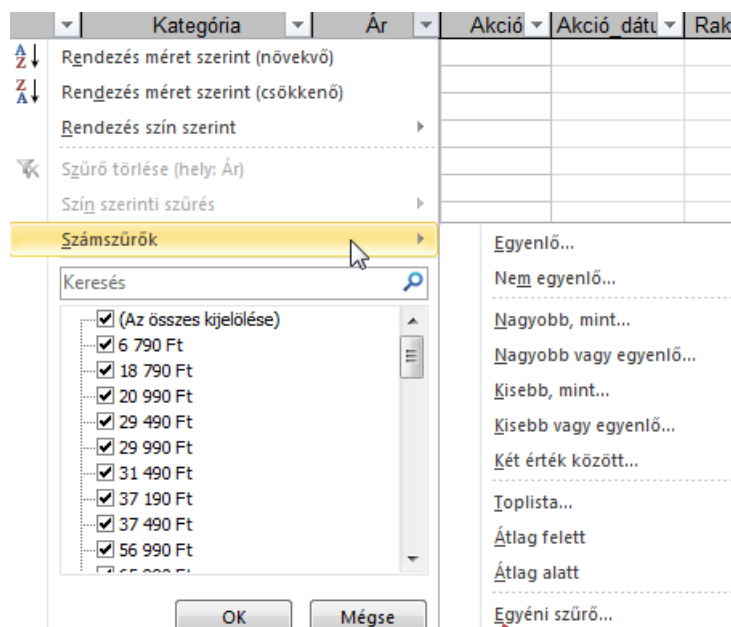 Kategória Ár Akció Akció_dátu Rak
Rendezés méret szerint (növekvő)
Rendezés méret szerint (csökkenő)
Rendezés szín szerint
Szűrő törlése (hely: Ár)
Szín szerinti szűrés
Számszűrők
Keresés
(Az összes kijelölése)
6 790 Ft
18 790 Ft
20 990 Ft
29 490 Ft
29 990 Ft
31 490 Ft
37 190 Ft
37 490 Ft
56 990 Ft
OK Mégse
Egyenlő...
Nem egyenlő...
Nagyobb, mint...
Nagyobb vagy egyenlő...
Kisebb, mint...
Kisebb vagy egyenlő...
Két érték között...
Toplista...
Átlag felett
Átlag alatt
Egyéni szűrő...